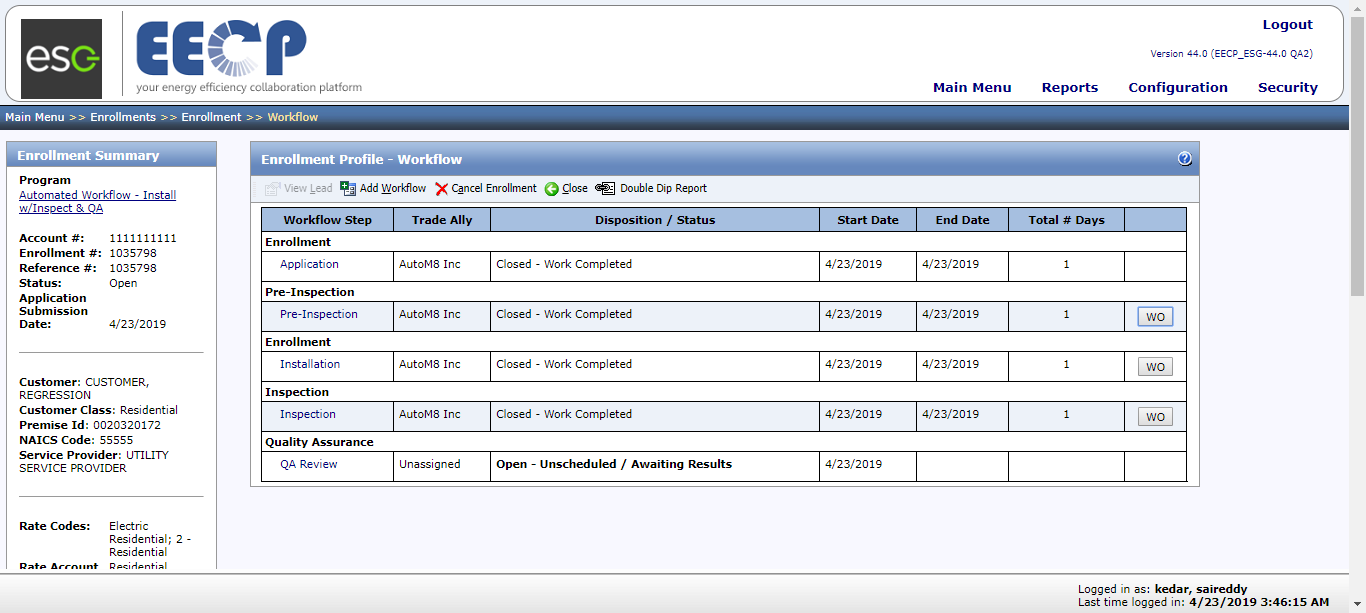 esg
EECP
your energy efficiency collaboration platform
Logout
Version 44.0 (EECP_ESG-44.0 QA2)
Main Menu Reports Configuration Security
Main Menu >> Enrollments >> Enrollment >> Workflow
Enrollment Summary
Program
Automated Workflow - Install
w/Inspect & QA
Account #: 1111111111
Enrollment #: 1035798
Reference #: 1035798
Status: Open
Application
Submission
Date: 4/23/2019
Customer: CUSTOMER,
REGRESSION
Customer Class: Residential
Premise Id: 0020320172
NAICS Code: 55555
Service Provider: UTILITY
SERVICE PROVIDER
Rate Codes: Electric
Residential; 2 -
Residential
Rate Account Residential
Enrollment Profile - Workflow
?
View Lead Add Workflow Cancel Enrollment Close Double Dip Report
Workflow Step Trade Ally Disposition / Status Start Date End Date Total # Days
Enrollment
Application AutoM8 Inc Closed - Work Completed 4/23/2019 4/23/2019 1
Pre-Inspection
Pre-Inspection AutoM8 Inc Closed - Work Completed 4/23/2019 4/23/2019 1 WO
Enrollment
Installation AutoM8 Inc Closed - Work Completed 4/23/2019 4/23/2019 1 WO
Inspection
Inspection AutoM8 Inc Closed - Work Completed 4/23/2019 4/23/2019 1 WO
Quality Assurance
QA Review Unassigned Open - Unscheduled / Awaiting Results 4/23/2019
Logged in as: kedar, saireddy
Last time logged in: 4/23/2019 3:46:15 AM